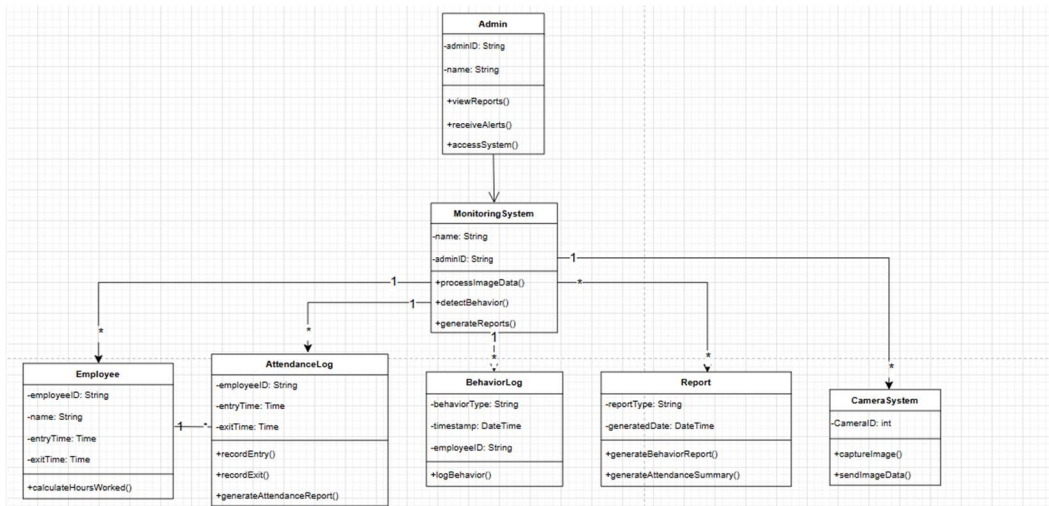 Admin
-adminID: String
-name: String
+viewReports()
+receiveAlerts()
+accessSystem()
MonitoringSystem
-name: String
-adminID: String
+processImageData()
+detectBehavior()
+generateReports()
1
1
1
*
1
*
*
*
*
*
Employee
-employeeID: String
-name: String
-entryTime: Time
-exitTime: Time
+calculateHoursWorked()
1
*
AttendanceLog
-employeeID: String
-entryTime: Time
-exitTime: Time
+recordEntry()
+recordExit()
+generateAttendanceReport()
BehaviorLog
-behaviorType: String
-timestamp: DateTime
-employeeID: String
+logBehavior()
Report
-reportType: String
-generatedDate: DateTime
+generateBehaviorReport()
+generateAttendanceSummary()
CameraSystem
-CameraID: int
+captureImage()
+sendImageData()